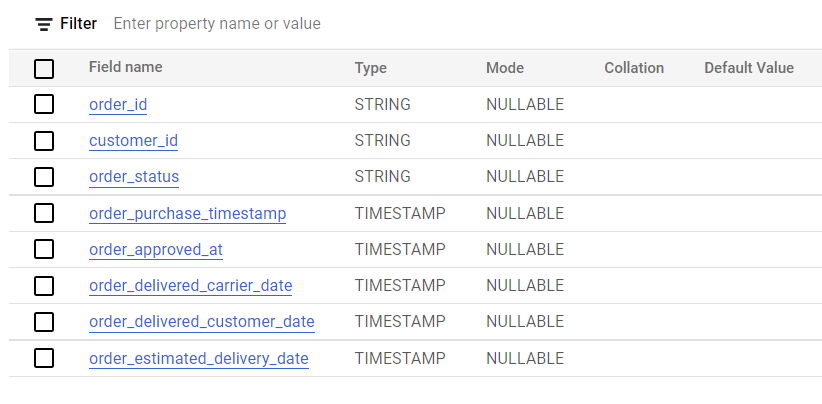 Filter Enter property name or value
Field name Type Mode Collation Default Value
order_id STRING NULLABLE
customer_id STRING NULLABLE
order_status STRING NULLABLE
order_purchase_timestamp TIMESTAMP NULLABLE
order_approved_at TIMESTAMP NULLABLE
order_delivered_carrier_date TIMESTAMP NULLABLE
order_delivered_customer_date TIMESTAMP NULLABLE
order_estimated_delivery_date TIMESTAMP NULLABLE